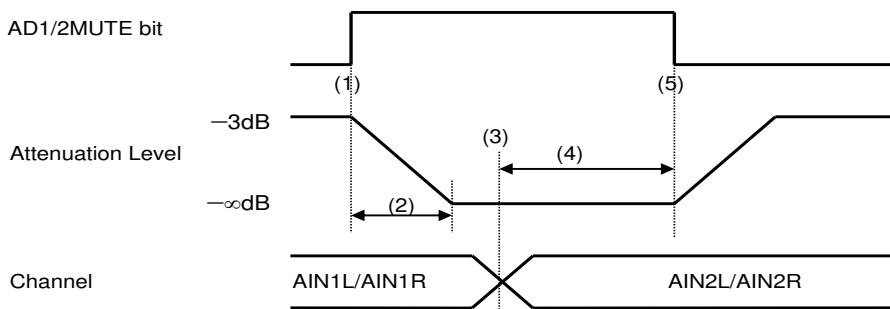 AD1/2MUTE bit
(1)
(5)
−3dB
(3)
(4)
Attenuation Level
−∞dB
(2)
Channel
AIN1L/AIN1R
AIN2L/AIN2R